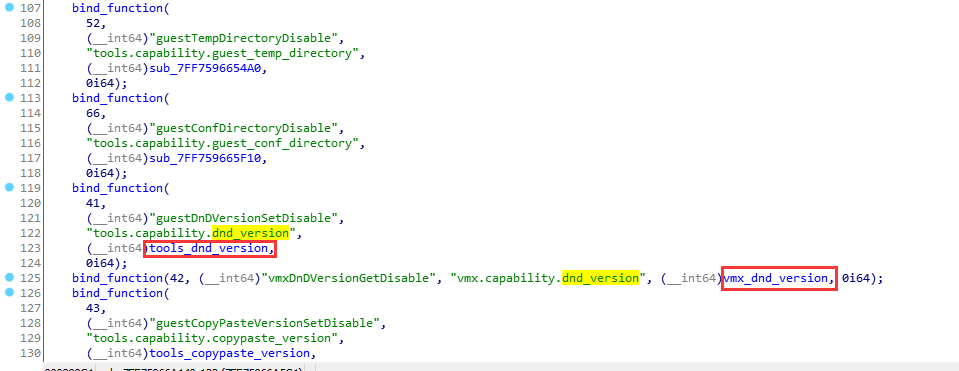 107 bind_function(
108 52,
109 (__int64)"guestTempDirectoryDisable",
110 "tools.capability.guest_temp_directory",
111 (__int64)sub_7FF7596654A0,
112 0i64);
113 bind_function(
114 66,
115 (__int64)"guestConfDirectoryDisable",
116 "tools.capability.guest_conf_directory",
117 (__int64)sub_7FF759665F10,
118 0i64);
119 bind_function(
120 41,
121 (__int64)"guestDnDVersionSetDisable",
122 "tools.capability.dnd_version",
123 (__int64)tools_dnd_version,
124 0i64);
125 bind_function(42, (__int64)"vmxDnDVersionGetDisable", "vmx.capability.dnd_version", (__int64)vmx_dnd_version, 0i64);
126 bind_function(
127 43,
128 (__int64)"guestCopyPasteVersionSetDisable",
129 "tools.capability.copypaste_version",
130 (__int64)tools_copypaste_version,